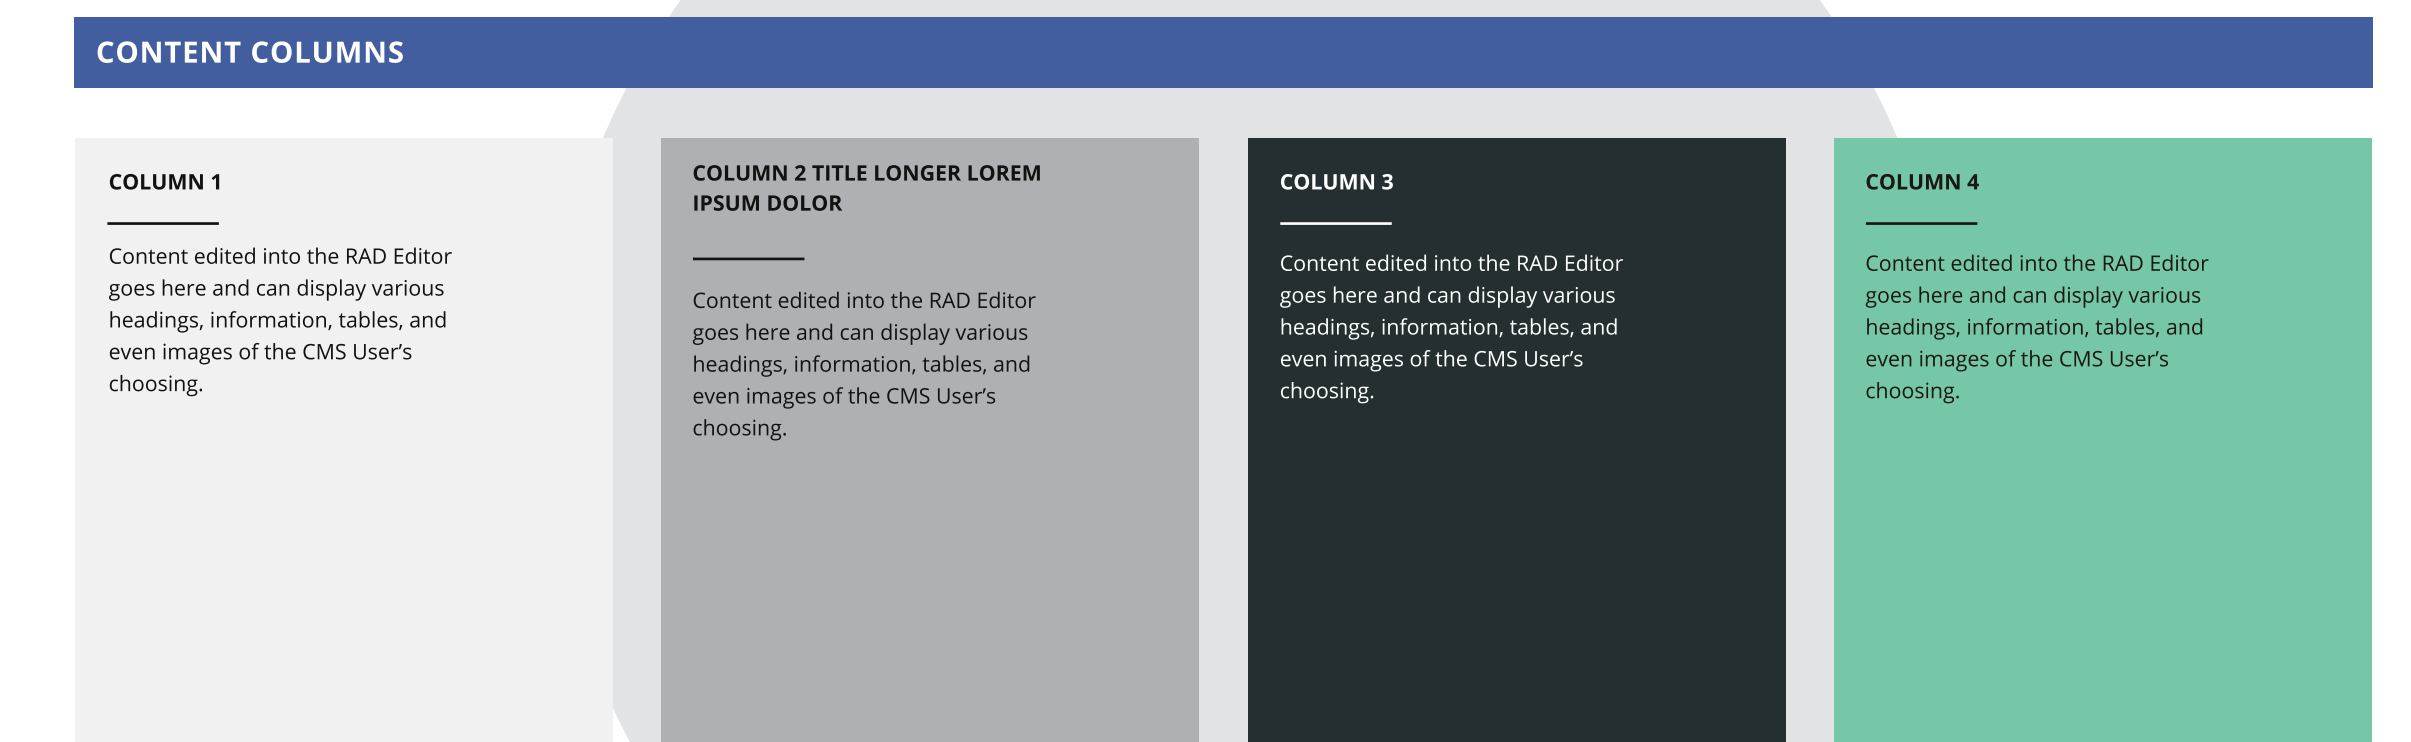 CONTENT COLUMNS
COLUMN 1
Content edited into the RAD Editor
goes here and can display various
headings, information, tables, and
even images of the CMS User’s
choosing.
COLUMN 2 TITLE LONGER LOREM
IPSUM DOLOR
Content edited into the RAD Editor
goes here and can display various
headings, information, tables, and
even images of the CMS User’s
choosing.
COLUMN 3
Content edited into the RAD Editor
goes here and can display various
headings, information, tables, and
even images of the CMS User’s
choosing.
COLUMN 4
Content edited into the RAD Editor
goes here and can display various
headings, information, tables, and
even images of the CMS User’s
choosing.